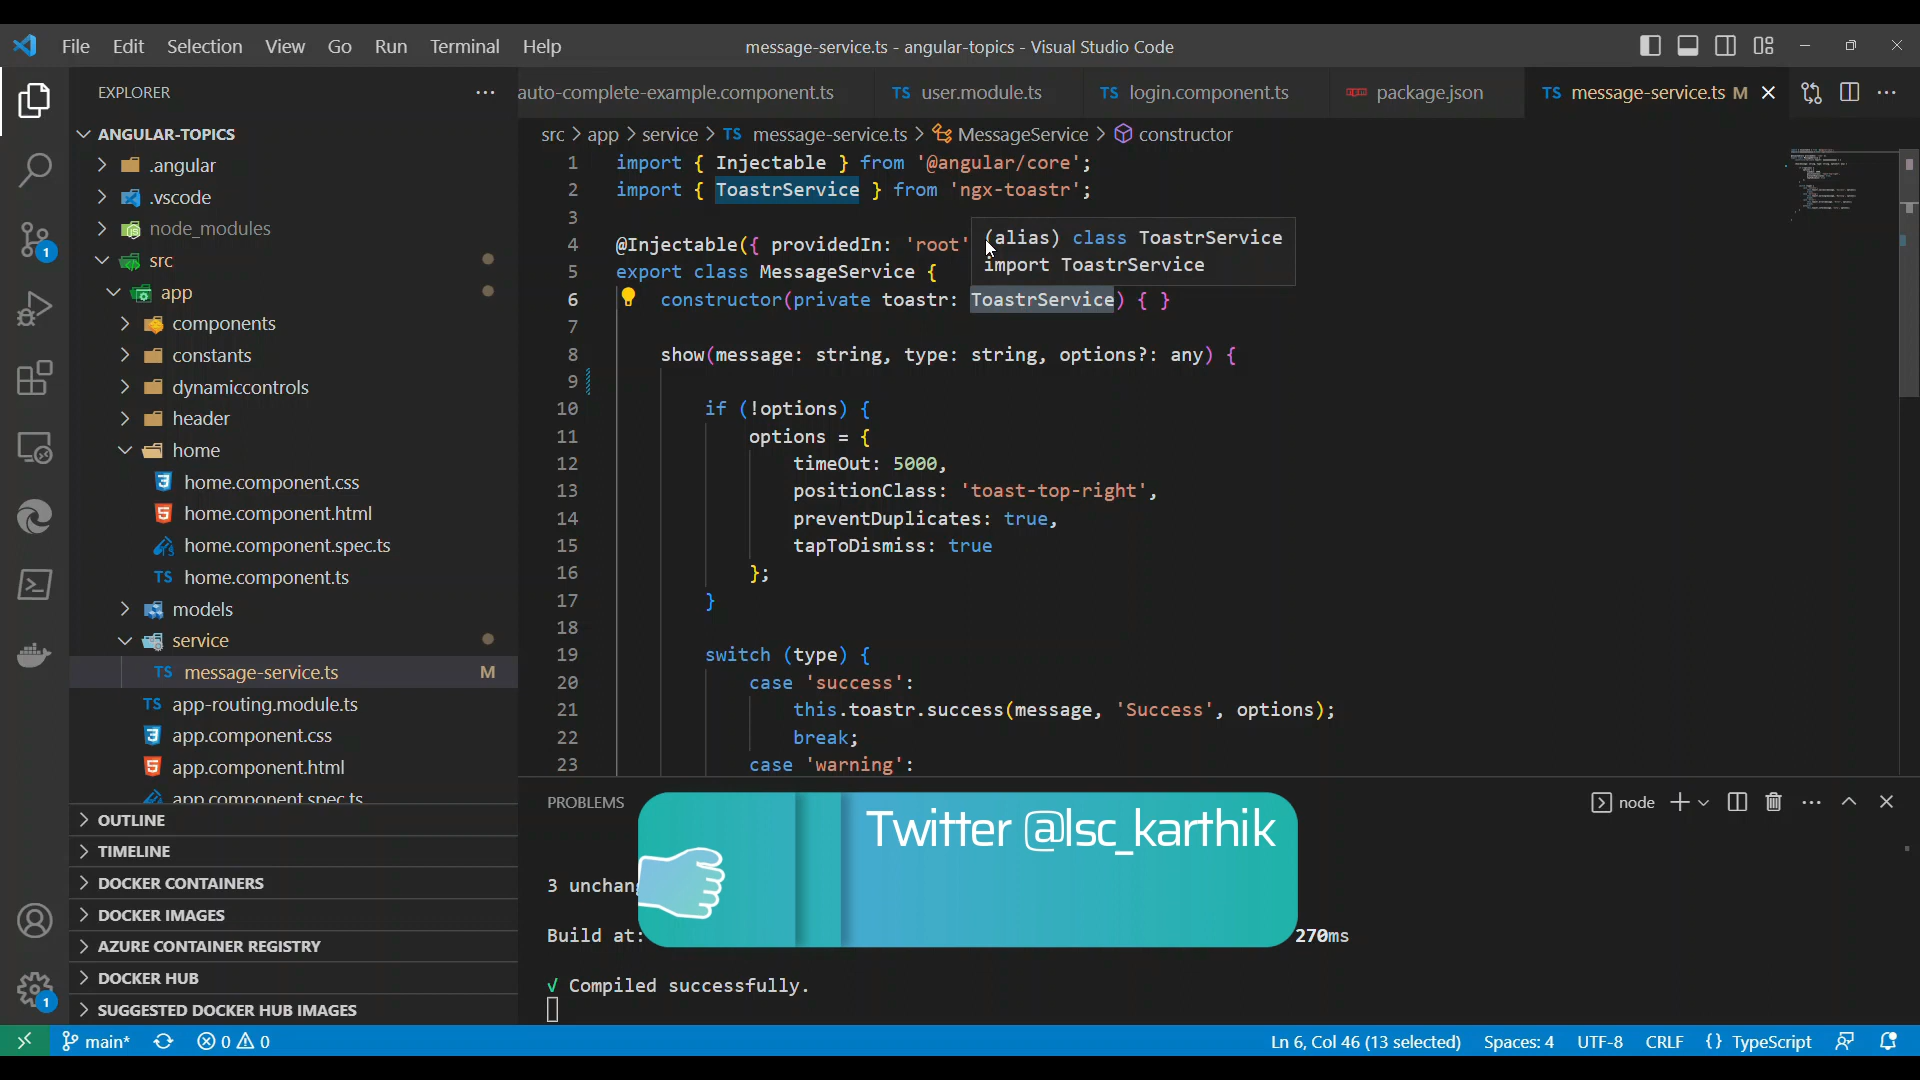 File Edit Selection View Go Run Terminal Help
message-service.ts - angular-topics - Visual Studio Code
EXPLORER
ANGULAR-TOPICS
.angular
.vscode
node_modules
src
app
components
constants
dynamiccontrols
header
home
home.component.css
home.component.html
home.component.spec.ts
home.component.ts
models
service
message-service.ts M
app-routing.module.ts
app.component.css
app.component.html
app.component.spec.ts
OUTLINE
TIMELINE
DOCKER CONTAINERS
DOCKER IMAGES
AZURE CONTAINER REGISTRY
DOCKER HUB
SUGGESTED DOCKER HUB IMAGES
auto-complete-example.component.ts TS user.module.ts TS login.component.ts package.json TS message-service.ts M
src > app > service > TS message-service.ts > MessageService > constructor
1 import { Injectable } from '@angular/core';
2 import { ToastrService } from 'ngx-toastr';
3
4 @Injectable({ providedIn: 'root'
(alias) class ToastrService
import ToastrService
5 export class MessageService {
6 constructor(private toastr: ToastrService) { }
7
8 show(message: string, type: string, options?: any) {
9
10 if (!options) {
11 options = {
12 timeOut: 5000,
13 positionClass: 'toast-top-right',
14 preventDuplicates: true,
15 tapToDismiss: true
16 };
17 }
18
19 switch (type) {
20 case 'success':
21 this.toastr.success(message, 'Success', options);
22 break;
23 case 'warning':
PROBLEMS
node
Twitter @lsc_karthik
3 unchan
Build at: 270ms
√ Compiled successfully.
1
1
main* 0 0
Ln 6, Col 46 (13 selected) Spaces: 4 UTF-8 CRLF {} TypeScript